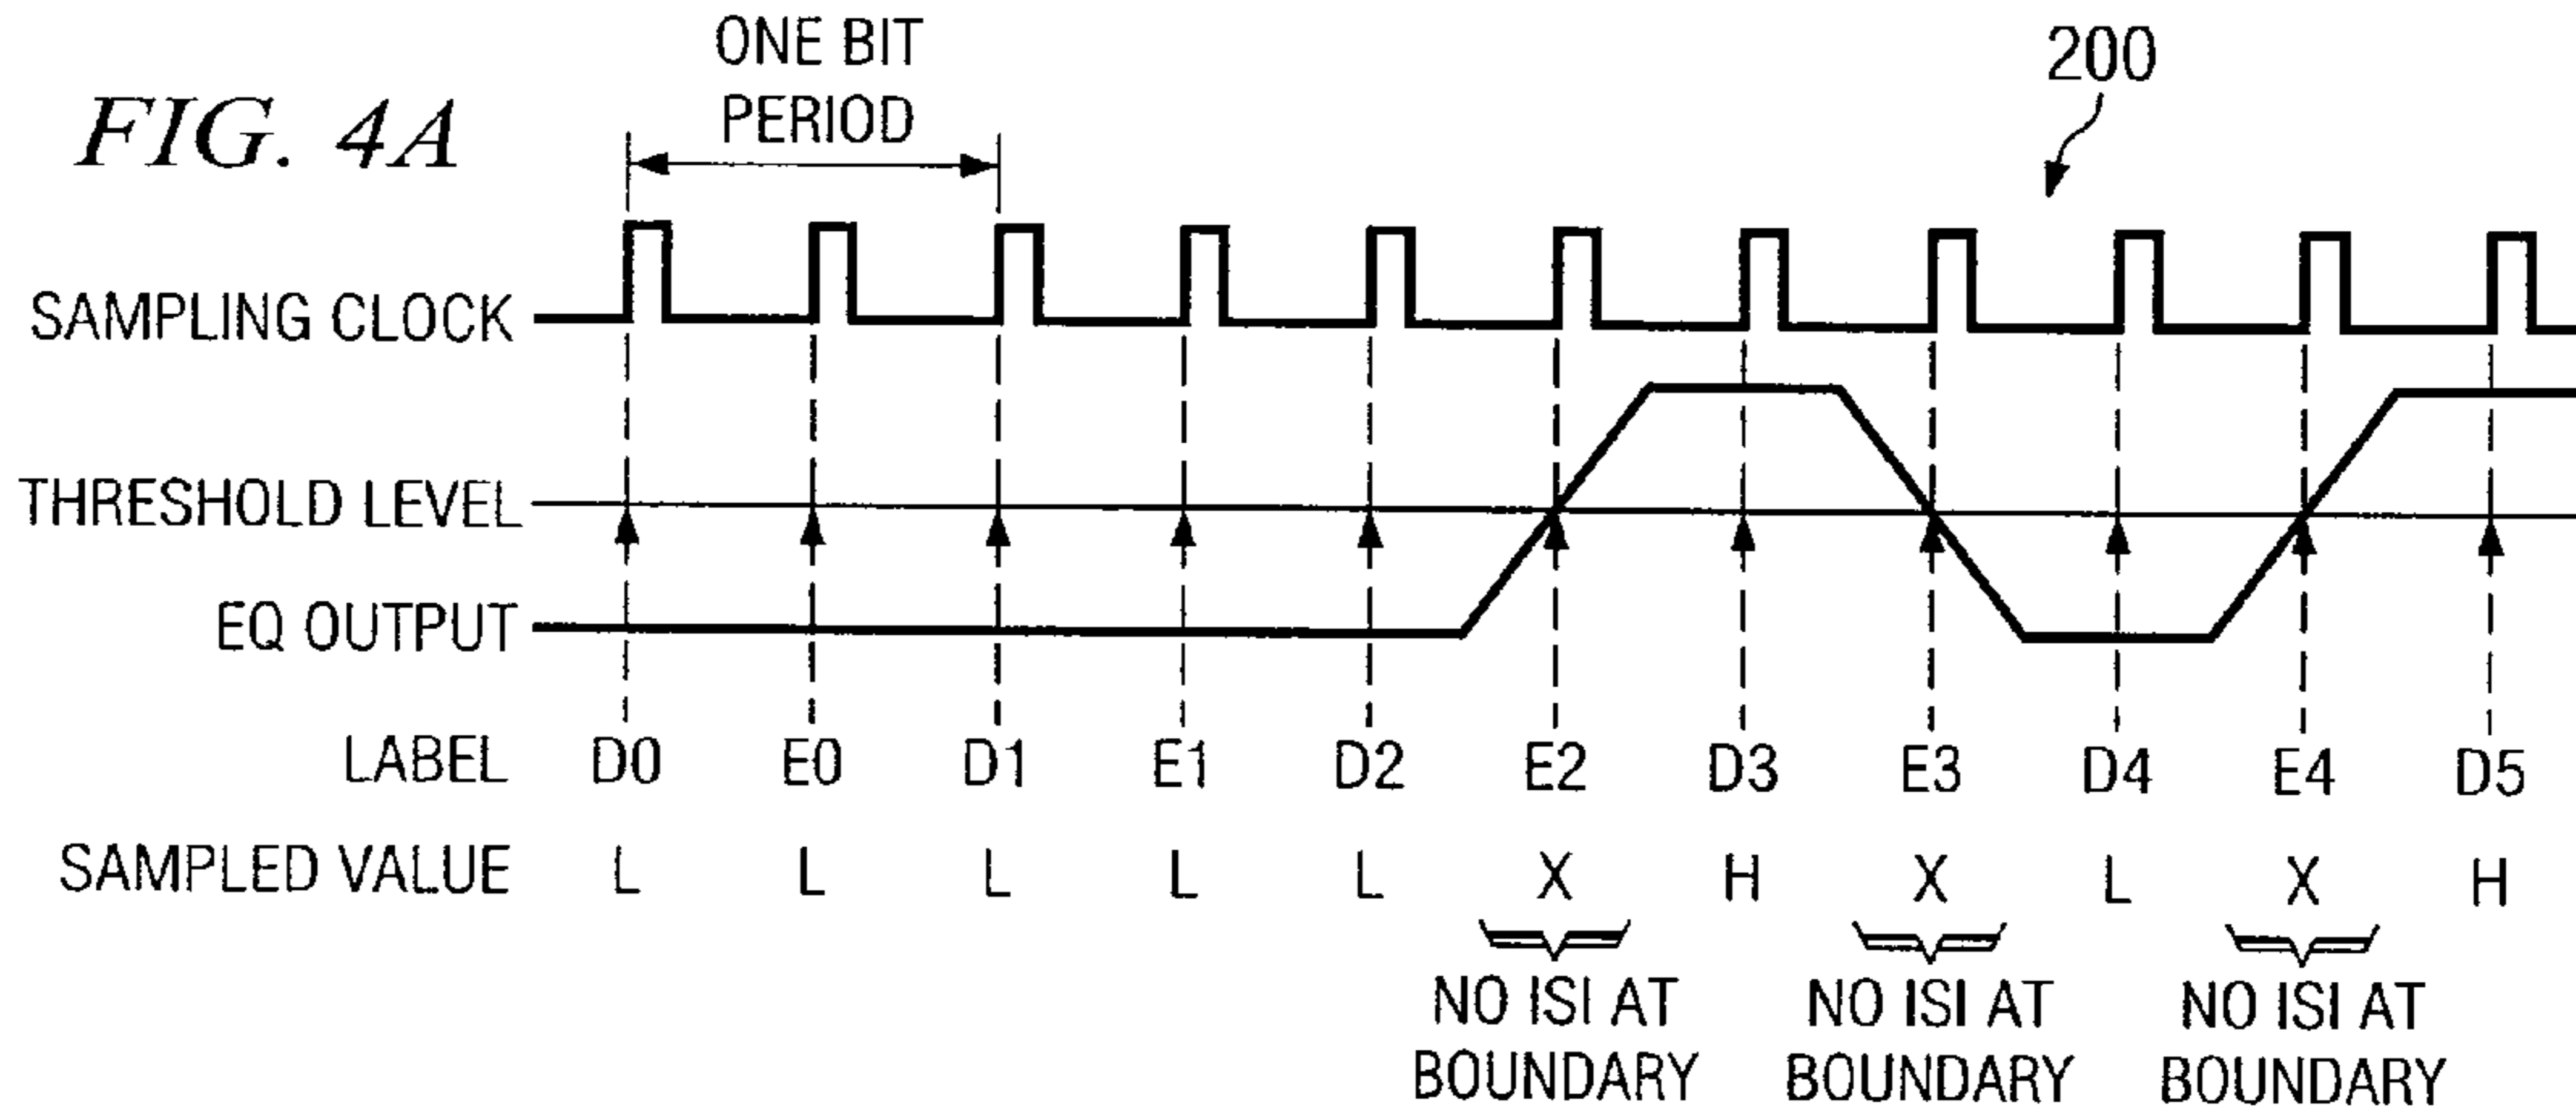 FIG. 4A
ONE BIT
PERIOD
200
SAMPLING CLOCK
THRESHOLD LEVEL
EQ OUTPUT
LABEL D0 E0 D1 E1 D2 E2 D3 E3 D4 E4 D5
SAMPLED VALUE L L L L L X H X L X H
NO ISI AT NO ISI AT NO ISI AT
BOUNDARY BOUNDARY BOUNDARY